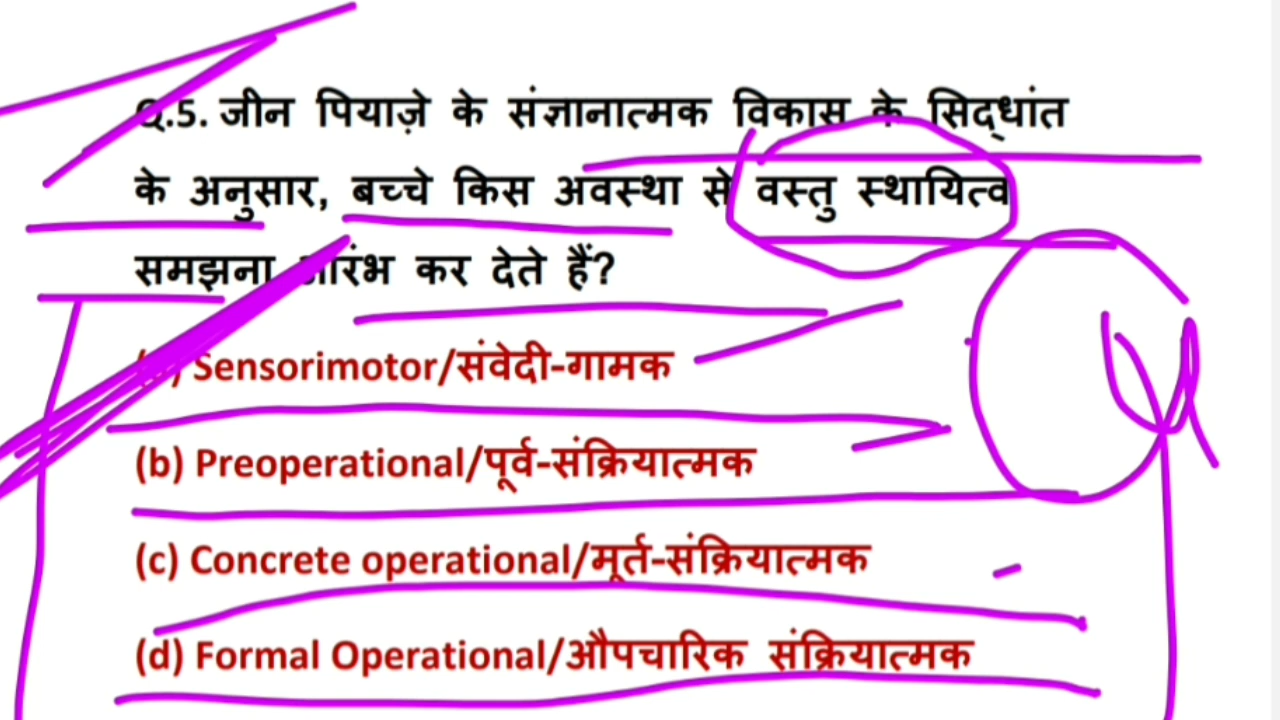 Q.5. जीन पियाज़े के संज्ञानात्मक विकास के सिद्धांत
के अनुसार, बच्चे किस अवस्था से वस्तु स्थायित्व
समझना आरंभ कर देते हैं?
(a) Sensorimotor/संवेदी-गामक
(b) Preoperational/पूर्व-संक्रियात्मक
(c) Concrete operational/मूर्त-संक्रियात्मक
(d) Formal Operational/औपचारिक संक्रियात्मक